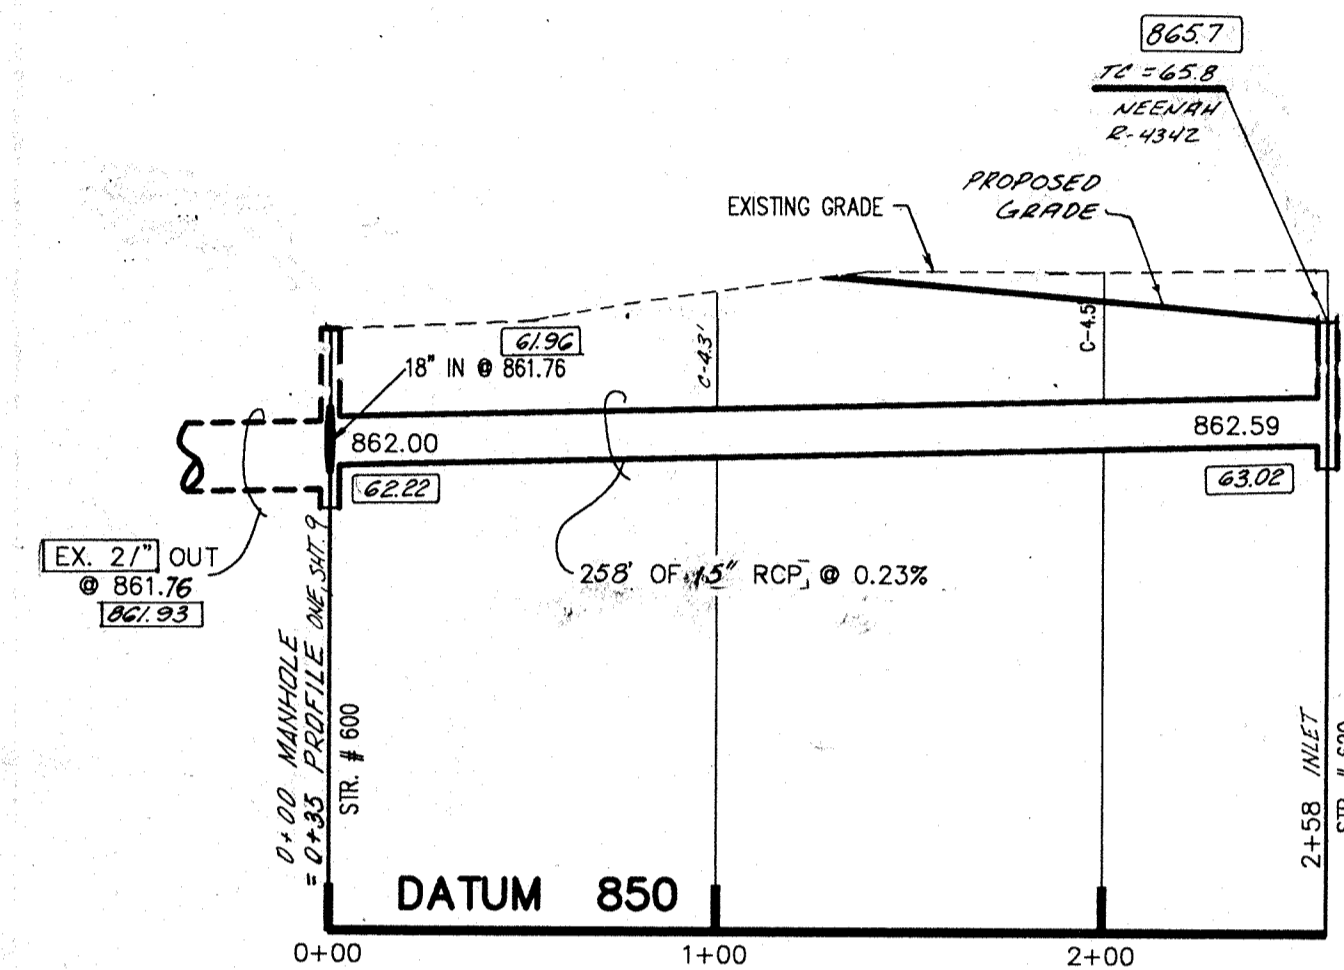 865.7
TC = 65.8
NEENAH
R-4342
PROPOSED
GRADE
EXISTING GRADE
61.96
18" IN @ 861.76
C-4.3'
C-4.5'
862.00
862.59
62.22
63.02
EX. 21" OUT
@ 861.76
861.93
258' OF 15" RCP @ 0.23%
0+00 MANHOLE
= 0+35 PROFILE ONE, SHT. 9
STR. # 600
2+58 INLET
STR. #
DATUM 850
0+00
1+00
2+00